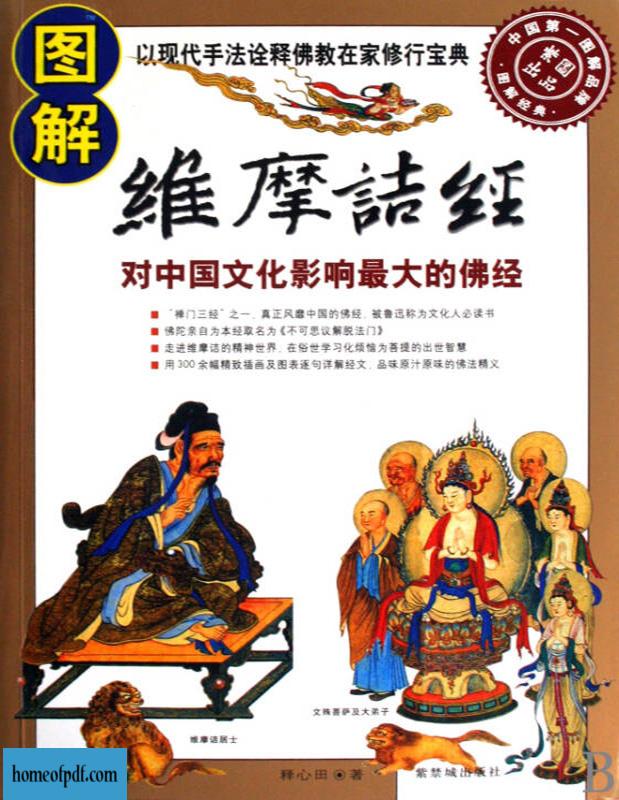 图解
TM
以现代手法诠释佛教在家修行宝典
中国第一图解品牌
紫图
出品
·图解经典·
維摩詰經
对中国文化影响最大的佛经
■ “禅门三经”之一，真正风靡中国的佛经，被鲁迅称为文化人必读书
■ 佛陀亲自为本经取名为《不可思议解脱法门》
■ 走进维摩诘的精神世界，在俗世学习化烦恼为菩提的出世智慧
■ 用300余幅精致插画及图表逐句详解经文，品味原汁原味的佛法精义
文殊菩萨及大弟子
维摩诘居士
释心田◎著
紫禁城出版社
B
homeofpdf.com